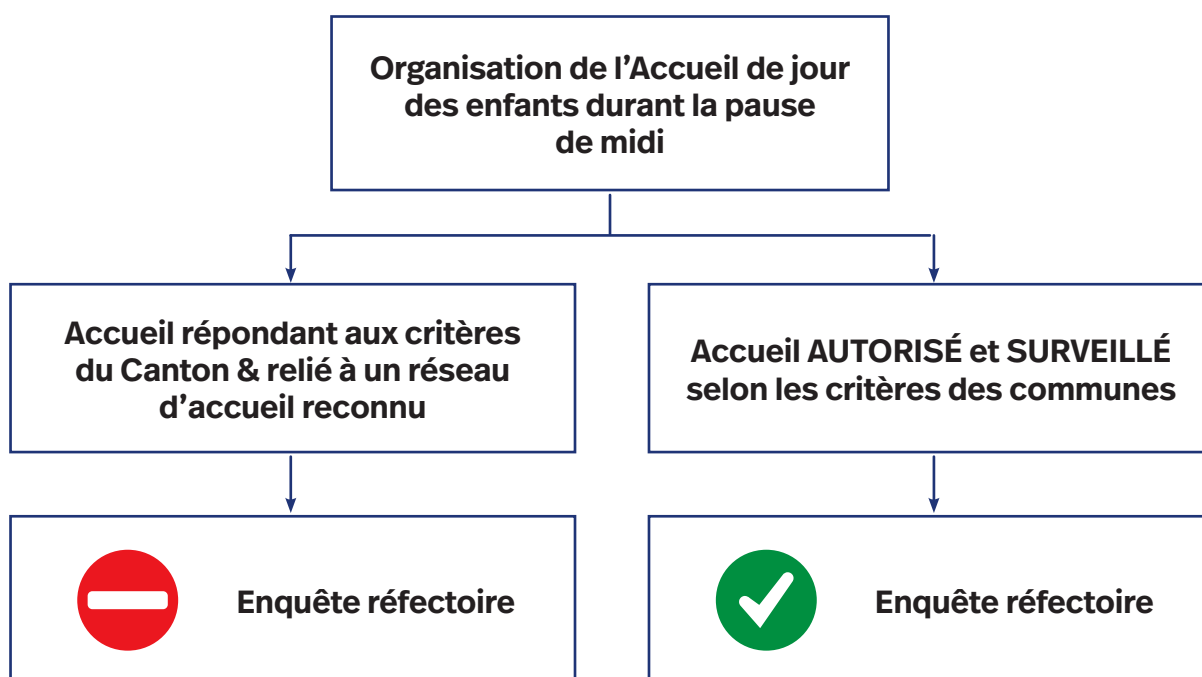 Organisation de l’Accueil de jour
des enfants durant la pause
de midi
Accueil répondant aux critères
du Canton & relié à un réseau
d’accueil reconnu
Accueil AUTORISÉ et SURVEILLÉ
selon les critères des communes
Enquête réfectoire
Enquête réfectoire